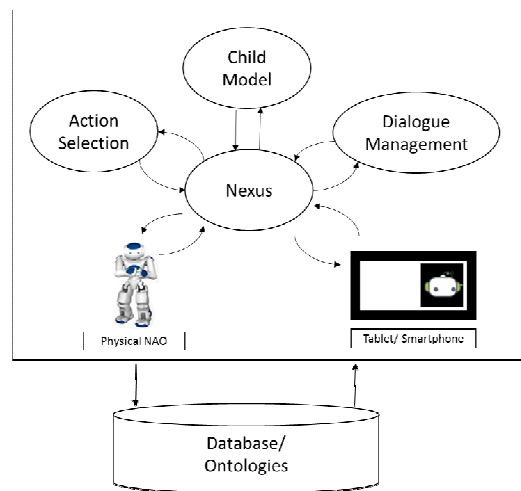 Child
Model
Action
Selection
Dialogue
Management
Nexus
Physical NAO
Tablet/ Smartphone
Database/
Ontologies